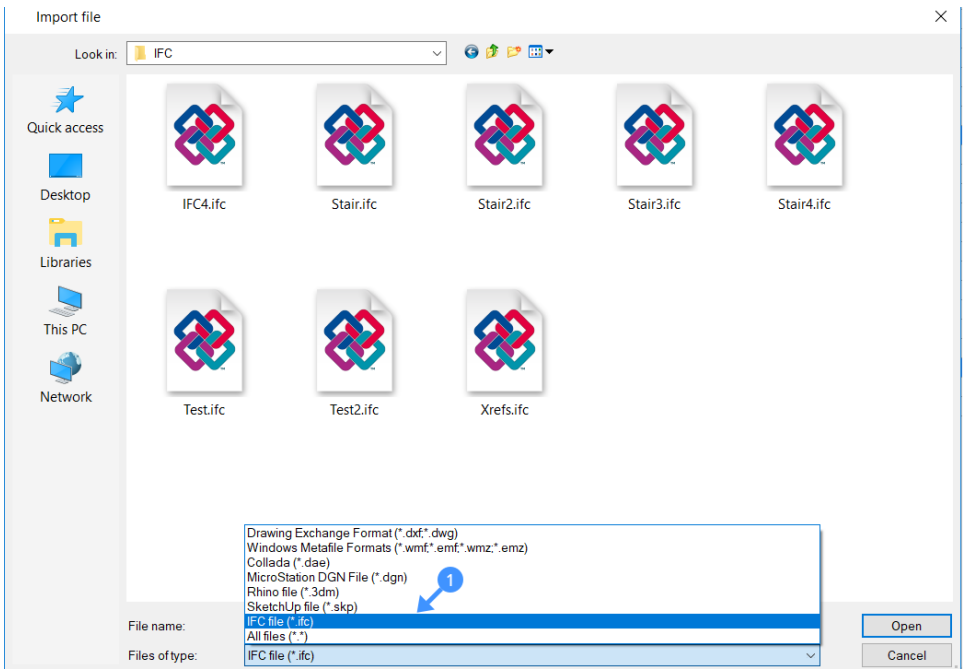 Import file
Look in:
IFC
Quick access
Desktop
Libraries
This PC
Network
IFC4.ifc
Stair.ifc
Stair2.ifc
Stair3.ifc
Stair4.ifc
Test.ifc
Test2.ifc
Xrefs.ifc
Drawing Exchange Format (*.dxf;*.dwg)
Windows Metafile Formats (*.wmf;*.emf;*.wmz;*.emz)
Collada (*.dae)
MicroStation DGN File (*.dgn)
Rhino file (*.3dm)
SketchUp file (*.skp)
IFC file (*.ifc)
All files (*.*)
1
File name:
Open
Files of type:
IFC file (*.ifc)
Cancel